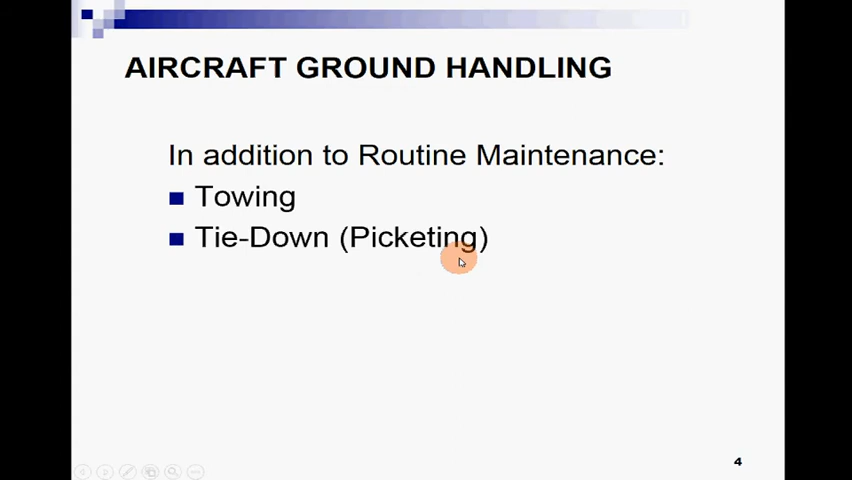 AIRCRAFT GROUND HANDLING
In addition to Routine Maintenance:
Towing
Tie-Down (Picketing)
4